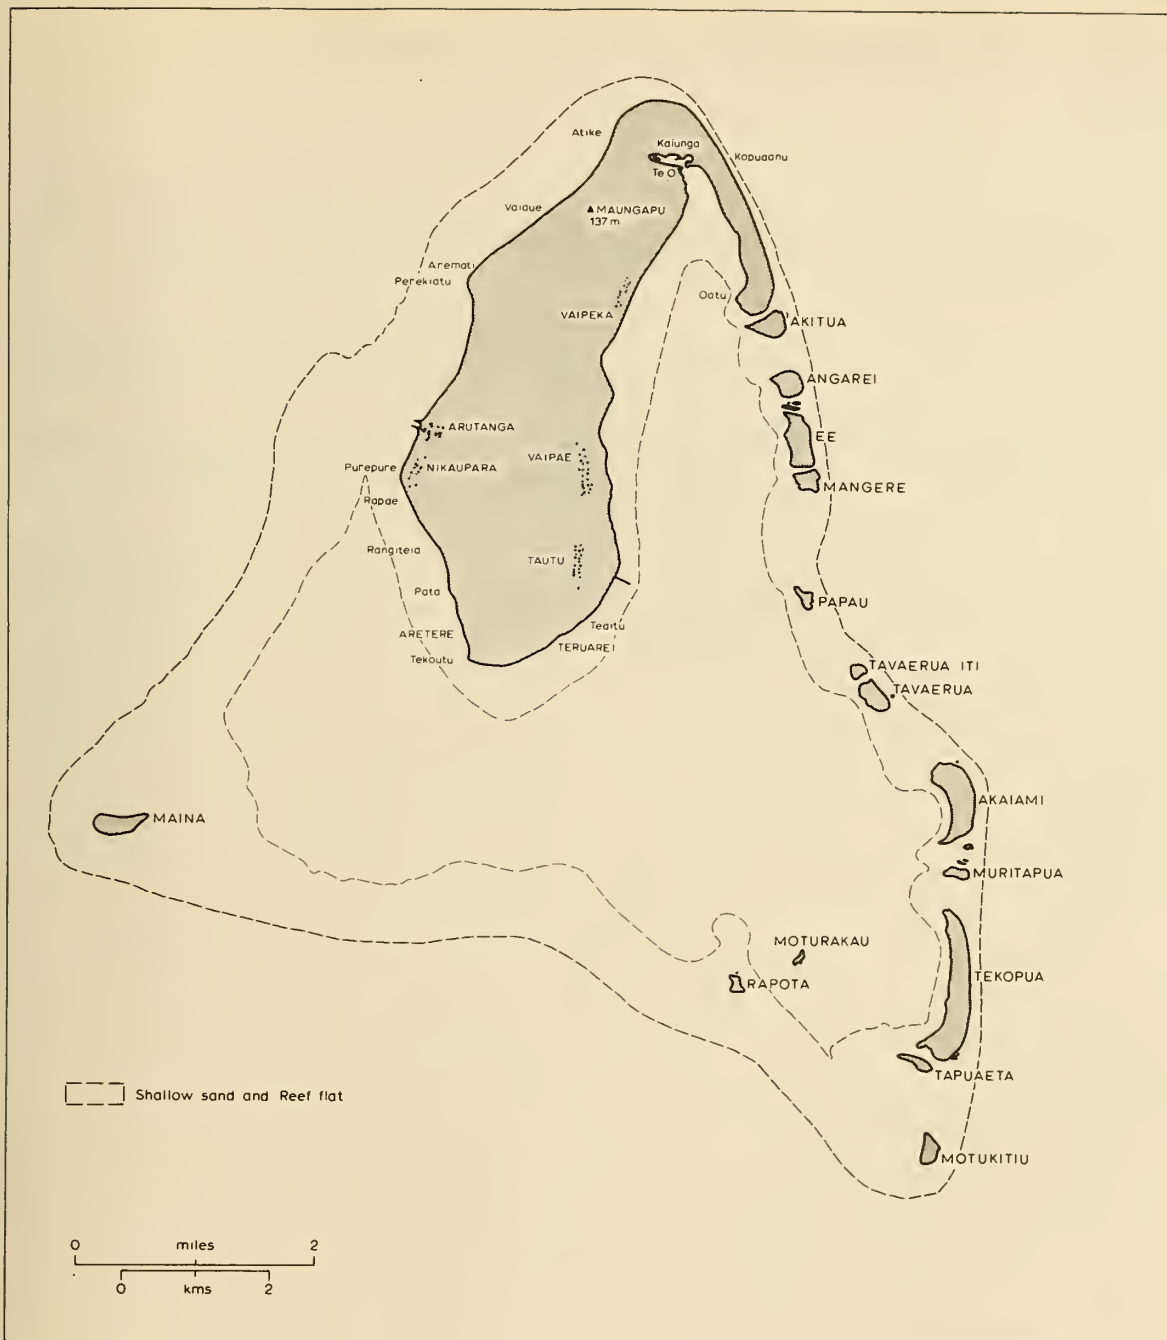 Atike
Kaiunga
Kopuaanu
Te O
Vaiaue
▲ MAUNGAPU
137 m
Aremati
Perekiatu
Oatu
VAIPEKA
AKITUA
ANGAREI
ARUTANGA
EE
VAIPAE
Purepure
NIKAUPARA
MANGERE
Rapae
Rangiteia
TAUTU
Pata
PAPAU
Teaitu
ARETERE
TERUAREI
Tekoutu
TAVAERUA ITI
TAVAERUA
AKAIAMI
MAINA
MURITAPUA
MOTURAKAU
TEKOPUA
RAPOTA
TAPUAETA
Shallow sand and Reef flat
MOTUKITIU
0 miles 2
0 kms 2